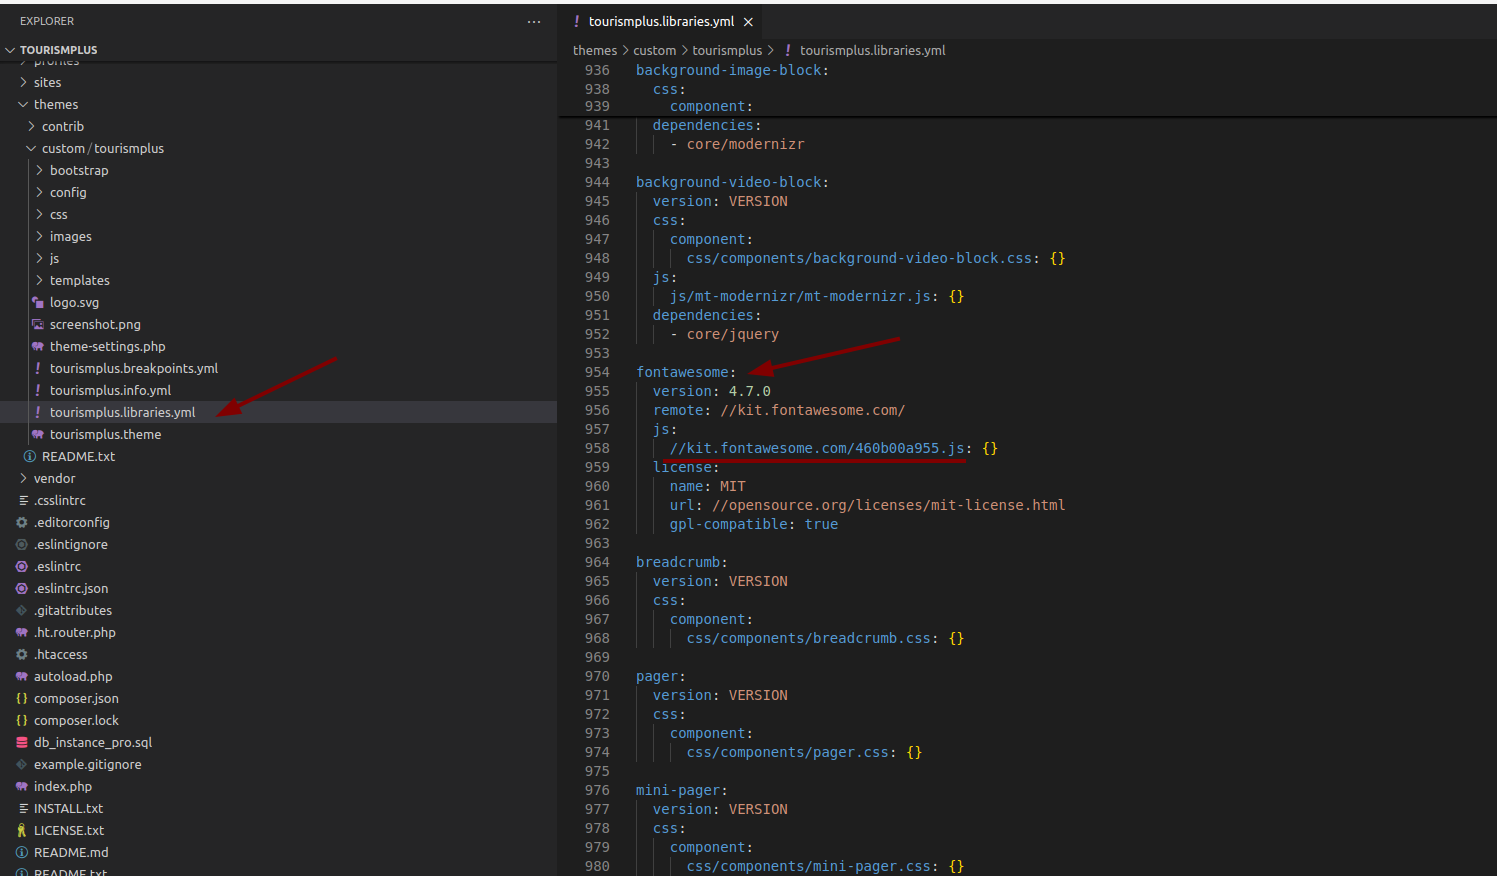 EXPLORER
···
TOURISMPLUS
profiles
sites
themes
contrib
custom / tourismplus
bootstrap
config
css
images
js
templates
logo.svg
screenshot.png
theme-settings.php
tourismplus.breakpoints.yml
tourismplus.info.yml
tourismplus.libraries.yml
tourismplus.theme
README.txt
vendor
.csslintrc
.editorconfig
.eslintignore
.eslintrc
.eslintrc.json
.gitattributes
.ht.router.php
.htaccess
autoload.php
composer.json
composer.lock
db_instance_pro.sql
example.gitignore
index.php
INSTALL.txt
LICENSE.txt
README.md
README.txt
! tourismplus.libraries.yml ×
themes > custom > tourismplus > ! tourismplus.libraries.yml
936 background-image-block:
938 css:
939 component:
941 dependencies:
942 - core/modernizr
943
944 background-video-block:
945 version: VERSION
946 css:
947 component:
948 css/components/background-video-block.css: {}
949 js:
950 js/mt-modernizr/mt-modernizr.js: {}
951 dependencies:
952 - core/jquery
953
954 fontawesome:
955 version: 4.7.0
956 remote: //kit.fontawesome.com/
957 js:
958 //kit.fontawesome.com/460b00a955.js: {}
959 license:
960 name: MIT
961 url: //opensource.org/licenses/mit-license.html
962 gpl-compatible: true
963
964 breadcrumb:
965 version: VERSION
966 css:
967 component:
968 css/components/breadcrumb.css: {}
969
970 pager:
971 version: VERSION
972 css:
973 component:
974 css/components/pager.css: {}
975
976 mini-pager:
977 version: VERSION
978 css:
979 component:
980 css/components/mini-pager.css: {}